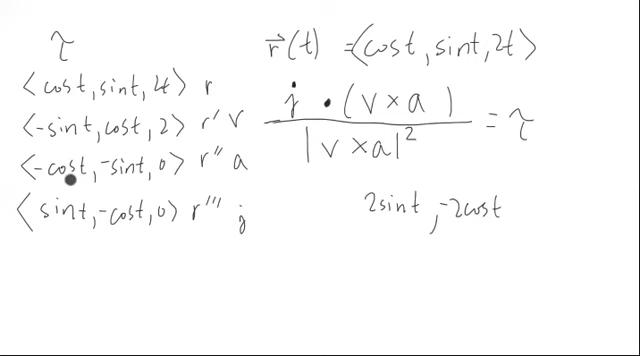 τ
r⃗(t) = <cost, sint, 2t>
<cost, sint, 2t> r
<-sint, cost, 2> r' v
<-cost, -sint, 0> r'' a
<sint, -cost, 0> r''' j
j • (v × a) / |v × a|² = τ
2sint, -2cost